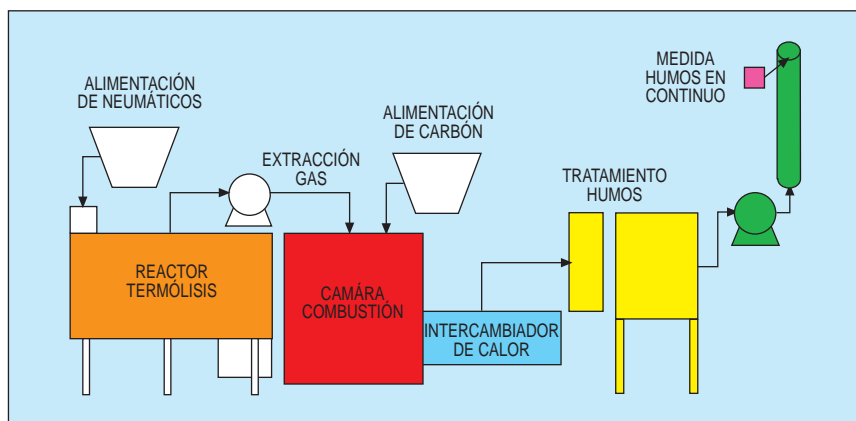 ALIMENTACIÓN
DE NEUMÁTICOS
EXTRACCIÓN
GAS
ALIMENTACIÓN
DE CARBÓN
MEDIDA
HUMOS EN
CONTINUO
TRATAMIENTO
HUMOS
REACTOR
TERMÓLISIS
CAMÁRA
COMBUSTIÓN
INTERCAMBIADOR
DE CALOR